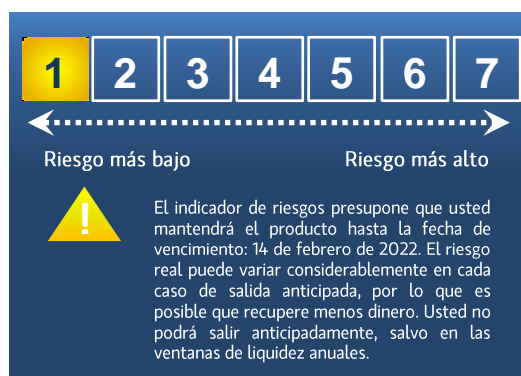 1 2 3 4 5 6 7
Riesgo más bajo Riesgo más alto
!
El indicador de riesgos presupone que usted
mantendrá el producto hasta la fecha de
vencimiento: 14 de febrero de 2022. El riesgo
real puede variar considerablemente en cada
caso de salida anticipada, por lo que es
posible que recupere menos dinero. Usted no
podrá salir anticipadamente, salvo en las
ventanas de liquidez anuales.